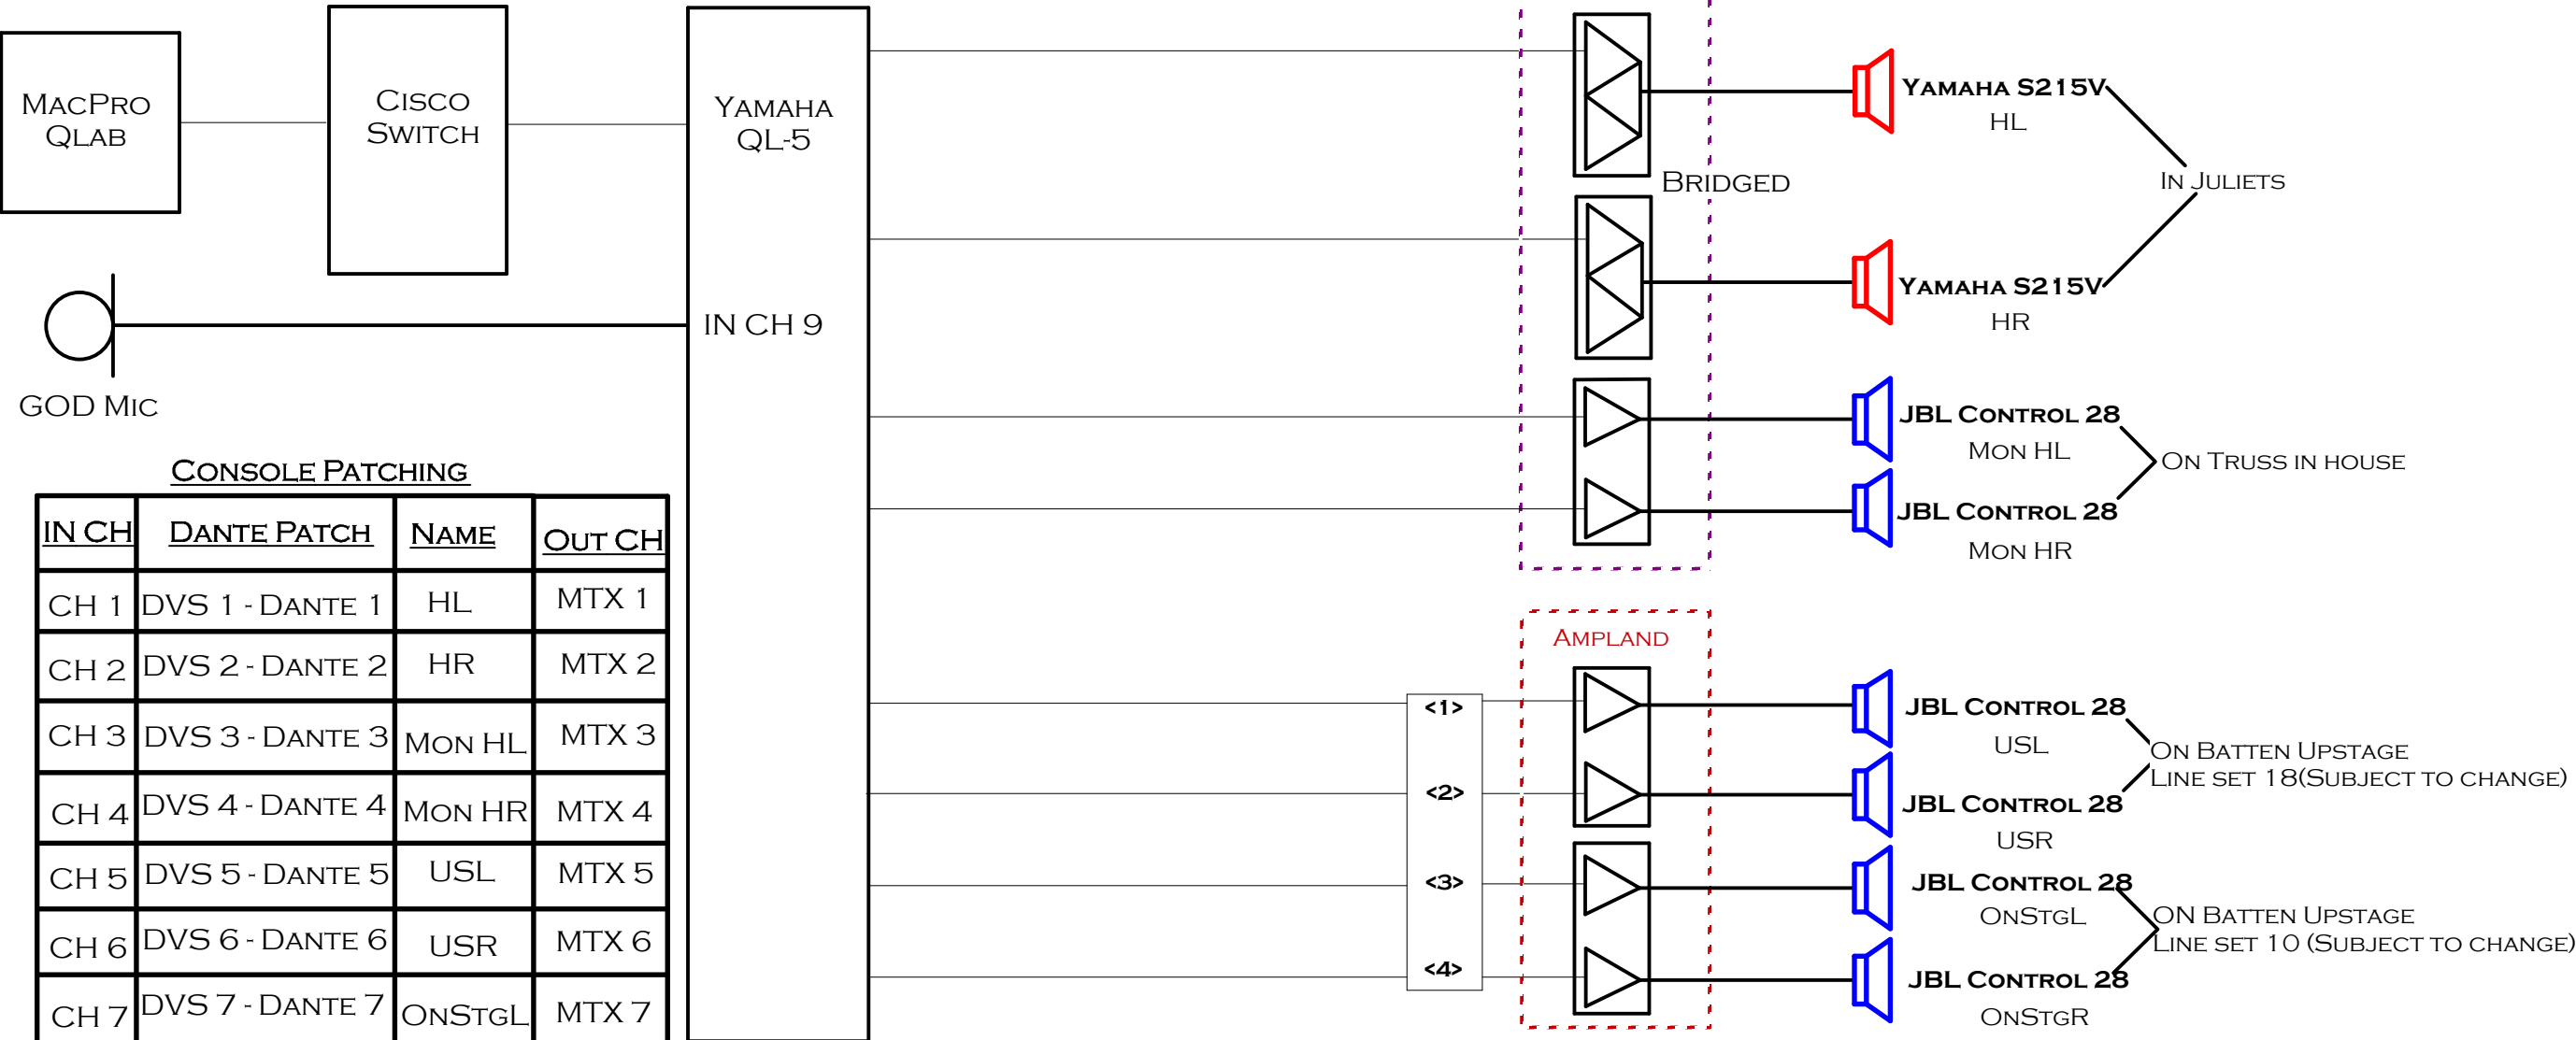 MacPro
QLab
Cisco
Switch
Yamaha
QL-5
IN CH 9
GOD Mic
Bridged
Yamaha S215V
HL
In Juliets
Yamaha S215V
HR
JBL Control 28
Mon HL
On Truss in house
JBL Control 28
Mon HR
Console Patching
IN CH Dante Patch Name Out CH
CH 1 DVS 1 - Dante 1 HL MTX 1
CH 2 DVS 2 - Dante 2 HR MTX 2
CH 3 DVS 3 - Dante 3 Mon HL MTX 3
CH 4 DVS 4 - Dante 4 Mon HR MTX 4
CH 5 DVS 5 - Dante 5 USL MTX 5
CH 6 DVS 6 - Dante 6 USR MTX 6
CH 7 DVS 7 - Dante 7 OnStgL MTX 7
Ampland
<1>
<2>
<3>
<4>
JBL Control 28
USL
On Batten Upstage
Line set 18(Subject to change)
JBL Control 28
USR
JBL Control 28
OnStgL
ON Batten Upstage
Line set 10 (Subject to change)
JBL Control 28
OnStgR